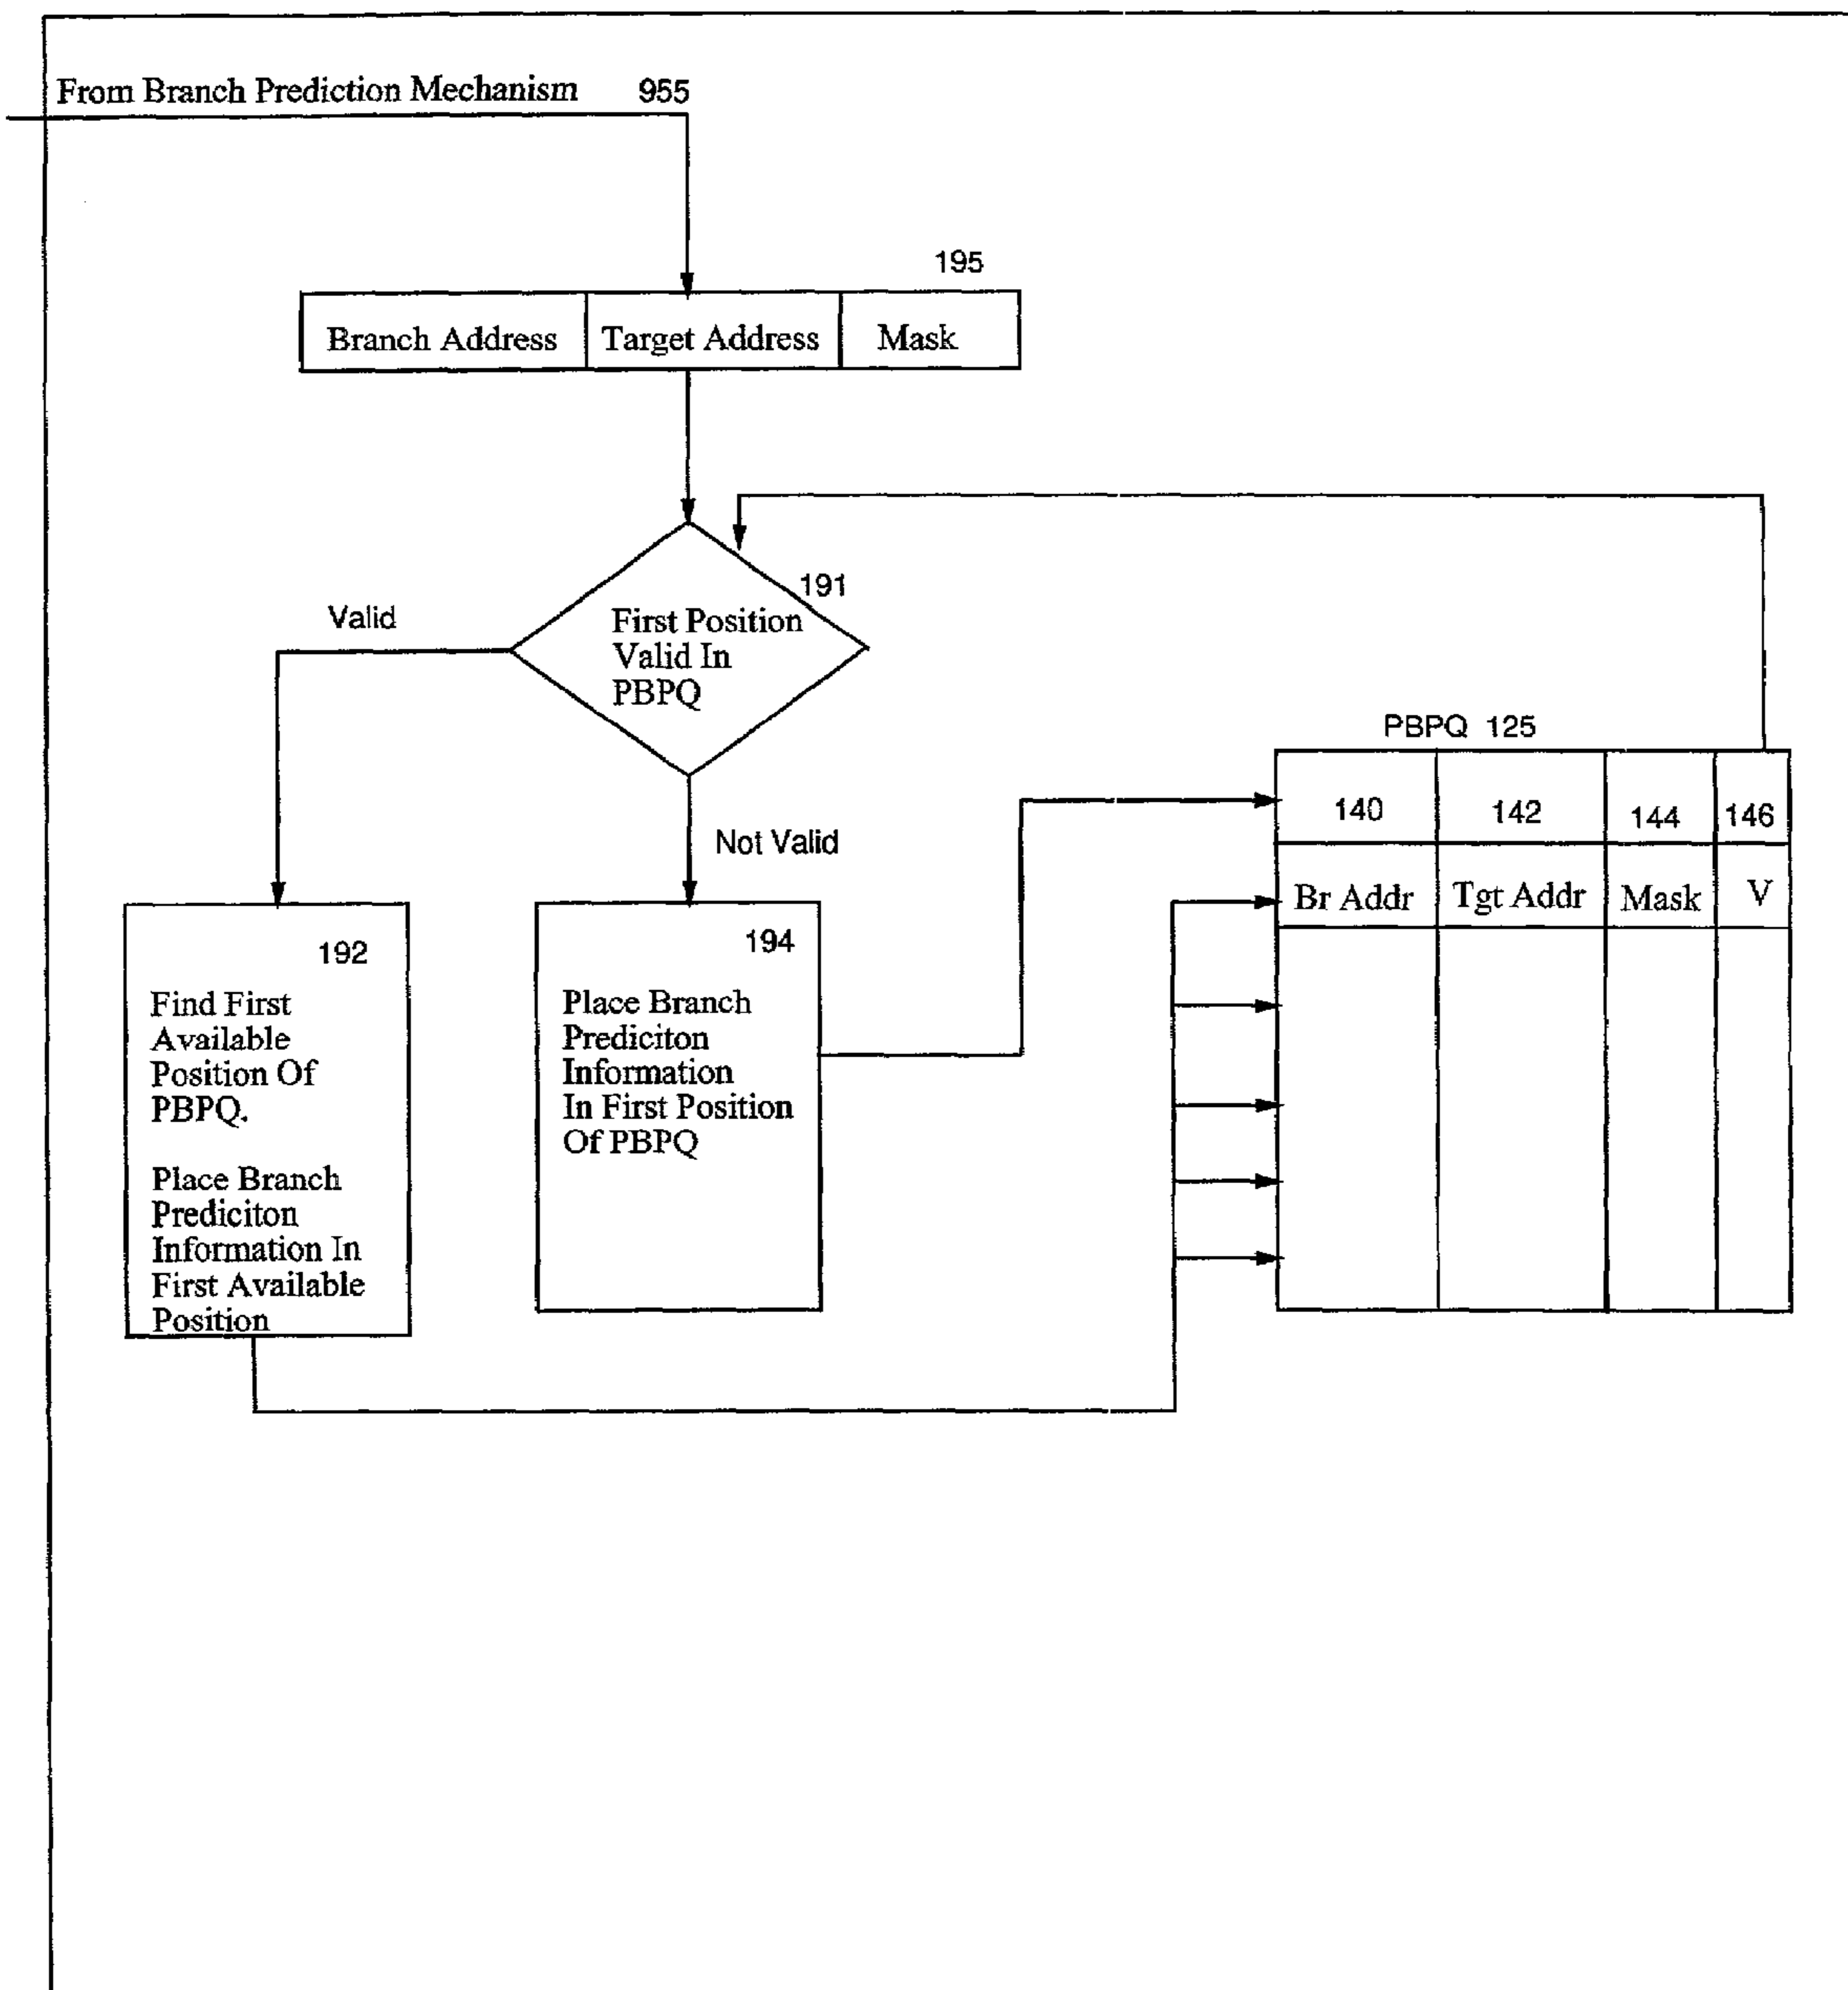 From Branch Prediction Mechanism 955
195
Branch Address Target Address Mask
191
Valid
First Position
Valid In
PBPQ
Not Valid
PBPQ 125
140 142 144 146
Br Addr Tgt Addr Mask V
192
Find First
Available
Position Of
PBPQ.
Place Branch
Prediciton
Information In
First Available
Position
194
Place Branch
Prediciton
Information
In First Position
Of PBPQ